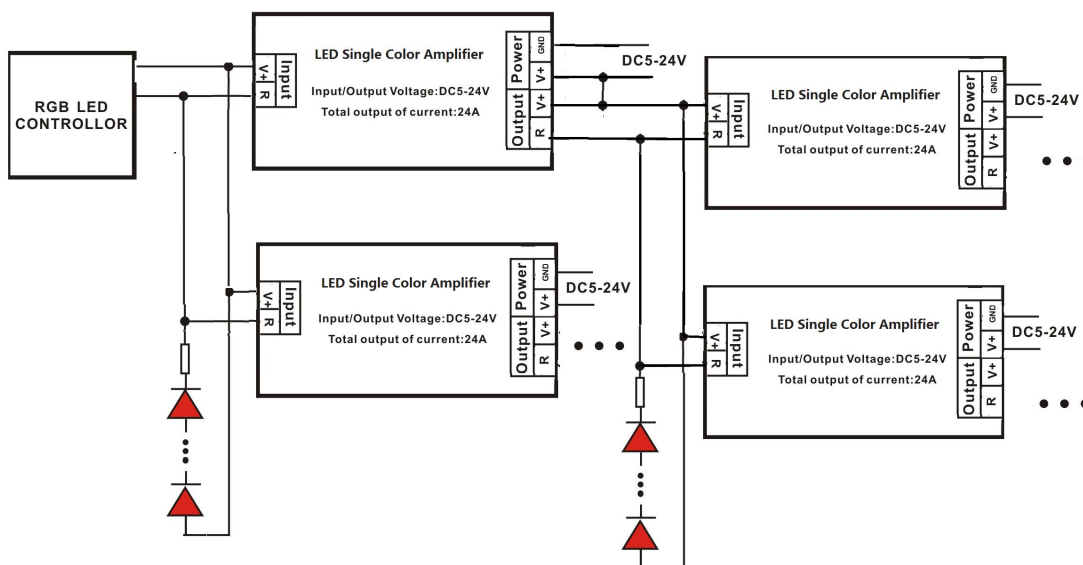 RGB LED
CONTROLLOR
Input
V+
R
LED Single Color Amplifier
Input/Output Voltage:DC5-24V
Total output of current:24A
Output Power
R V+ V+ GND
DC5-24V
Input
V+
R
LED Single Color Amplifier
Input/Output Voltage:DC5-24V
Total output of current:24A
Output Power
R V+ V+ GND
DC5-24V
Input
V+
R
LED Single Color Amplifier
Input/Output Voltage:DC5-24V
Total output of current:24A
Output Power
R V+ V+ GND
DC5-24V
Input
V+
R
LED Single Color Amplifier
Input/Output Voltage:DC5-24V
Total output of current:24A
Output Power
R V+ V+ GND
DC5-24V